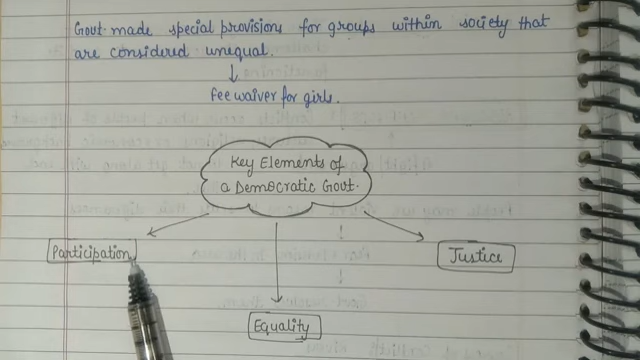 Govt. made special provisions for groups within society that
are considered unequal.
fee waiver for girls.
Key Elements of
a Democratic Govt.
Participation
Justice
Equality